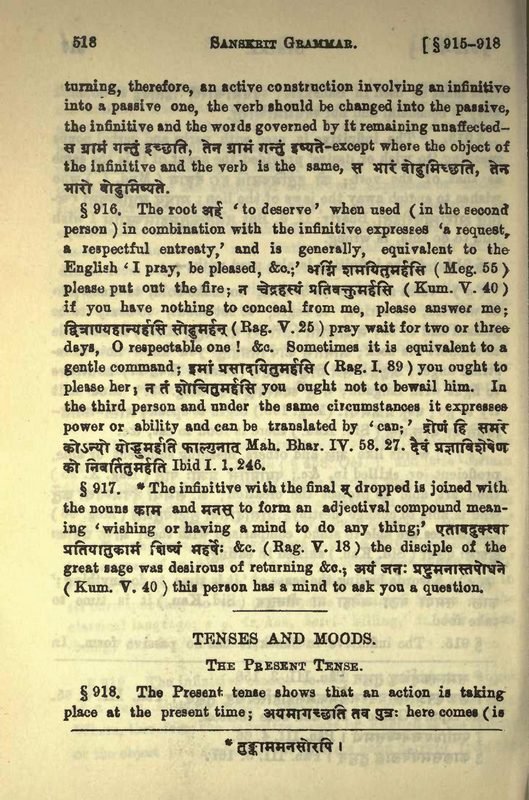 518 SANSKRIT GRAMMAR. [ § 915-918
turning, therefore, an active construction involving an infinitive
into a passive one, the verb should be changed into the passive,
the infinitive and the words governed by it remaining unaffected–
स ग्रामं गन्तुं इच्छति, तेन ग्रामं गन्तुं इष्यते-except where the object of
the infinitive and the verb is the same, स भारं वोढुमिच्छति, तेन
भारो वोढुमिष्यते.
§ 916. The root अर्ह् ‘ to deserve ’ when used ( in the second
person ) in combination with the infinitive expresses ‘a request,
a respectful entreaty,’ and is generally, equivalent to the
English ‘ I pray, be pleased, &c.;’ अग्निं शमयितुमर्हसि ( Meg. 55 )
please put out the fire; न चेद्रहस्यं प्रतिवक्तुमर्हसि ( Kum. V. 40 )
if you have nothing to conceal from me, please answer me;
द्वित्राण्यहान्यर्हसि सोढुमर्हन् ( Rag. V. 25 ) pray wait for two or three
days, O respectable one ! &c. Sometimes it is equivalent to a
gentle command; इमां प्रसादयितुमर्हसि ( Rag. I. 89 ) you ought to
please her; न तं शोचितुमर्हसि you ought not to bewail him. In
the third person and under the same circumstances it expresses
power or ability and can be translated by ‘ can;’ द्रोणं हि समरे
कोऽन्यो योद्धुमर्हति फाल्गुनात् Mah. Bhar. IV. 58. 27. दैवं प्रज्ञाविशेषेण
को निवर्तितुमर्हति Ibid I. 1. 246.
§ 917. * The infinitive with the final म् dropped is joined with
the nouns काम and मनस् to form an adjectival compound mean-
ing ‘ wishing or having a mind to do any thing;’ एतावदुक्त्वा
प्रतियातुकामं शिष्यं महर्षेः &c. ( Rag. V. 18 ) the disciple of the
great sage was desirous of returning &c.; अयं जनः प्रष्टुमनास्तपोधने
( Kum. V. 40 ) this person has a mind to ask you a question.
TENSES AND MOODS.
THE PRESENT TENSE.
§ 918. The Present tense shows that an action is taking
place at the present time; अयमागच्छति तव पुत्रः here comes ( is
* तुङ्काममनसोरपि ।